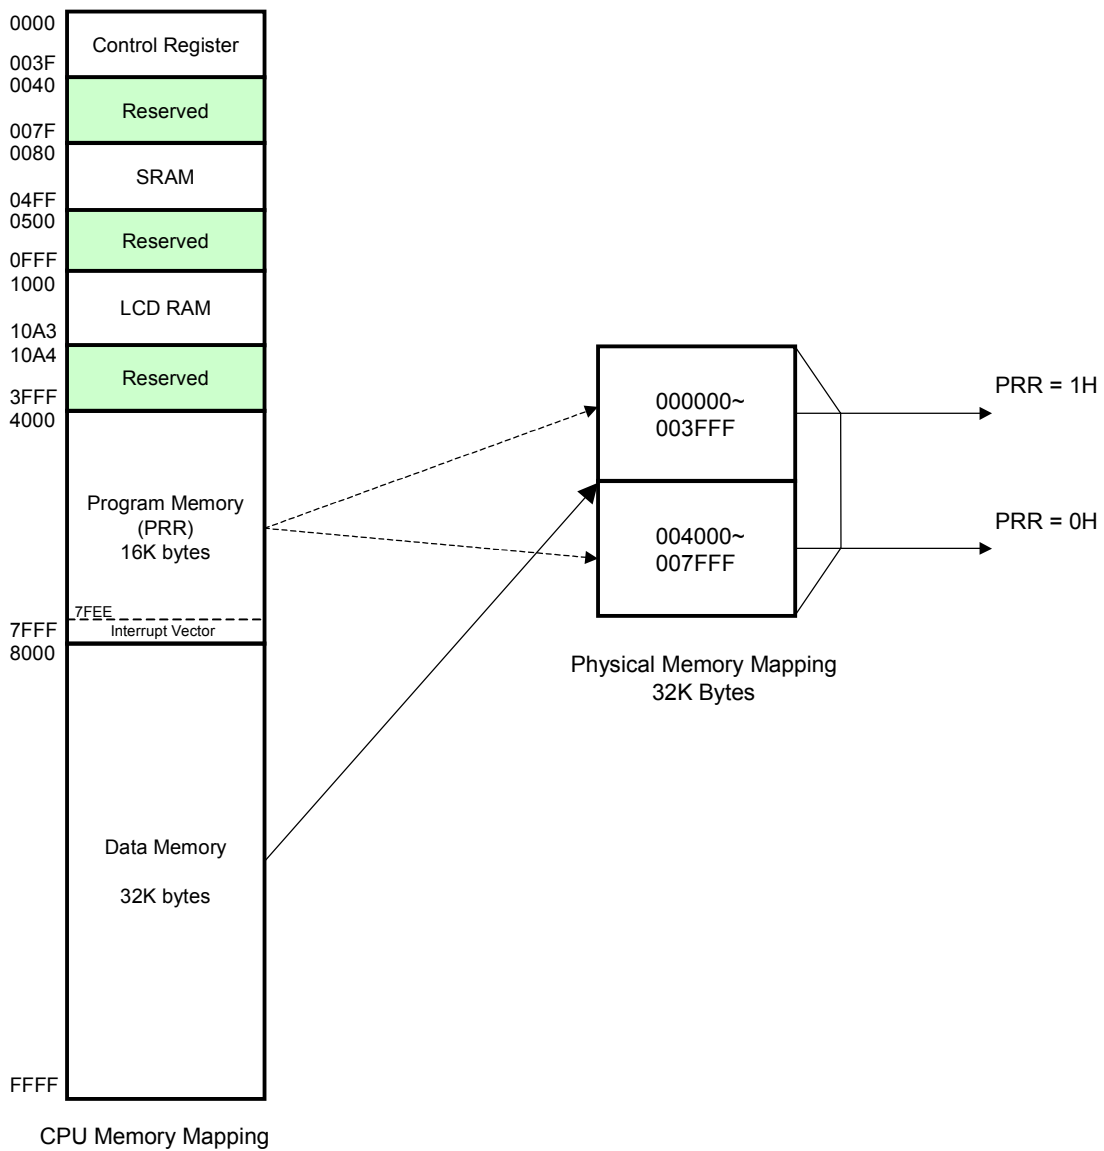 0000
Control Register
003F
0040
Reserved
007F
0080
SRAM
04FF
0500
Reserved
0FFF
1000
LCD RAM
10A3
10A4
Reserved
3FFF
4000
Program Memory
(PRR)
16K bytes
7FEE
Interrupt Vector
7FFF
8000
Data Memory
32K bytes
FFFF
CPU Memory Mapping
000000~
003FFF
PRR = 1H
004000~
007FFF
PRR = 0H
Physical Memory Mapping
32K Bytes